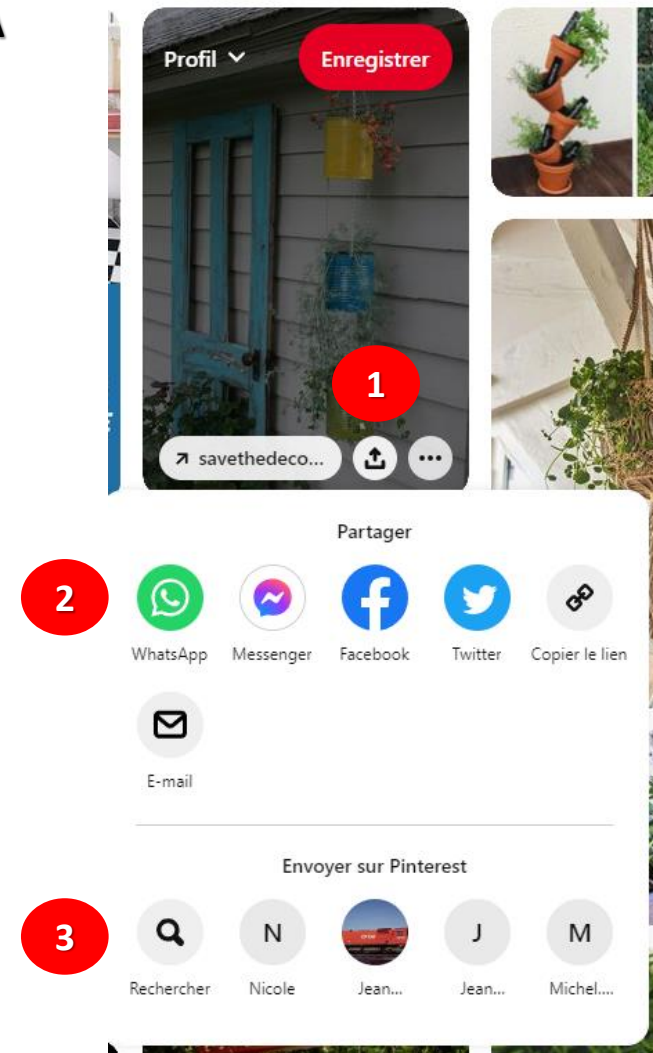 A
Profil
Enregistrer
1
savethedeco...
Partager
2
WhatsApp Messenger Facebook Twitter Copier le lien
E-mail
Envoyer sur Pinterest
3 N J M
Rechercher Nicole Jean... Jean... Michel....